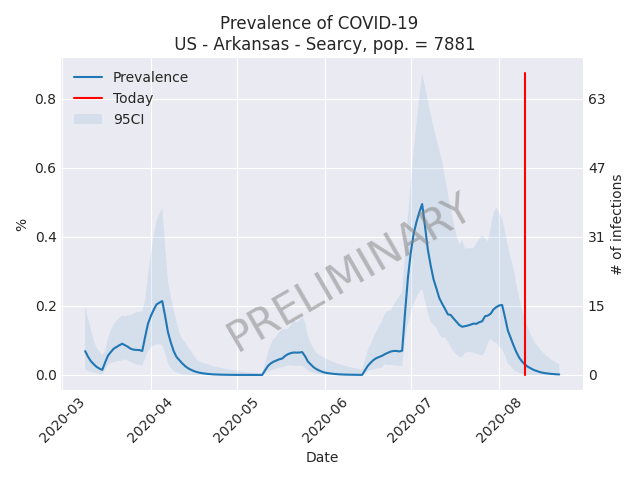 Prevalence of COVID-19
US - Arkansas - Searcy, pop. = 7881
Prevalence
Today
95CI
PRELIMINARY
%
0.8
0.6
0.4
0.2
0.0
63
47
31
15
0
# of infections
2020-03
2020-04
2020-05
2020-06
2020-07
2020-08
Date